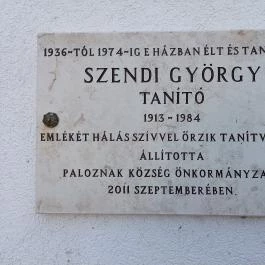 1936-TÓL 1974-IG E HÁZBAN ÉLT ÉS
SZENDI GYÖRGY
TANÍTÓ
1913-1984
EMLÉKÉT HÁLÁS SZÍVVEL ŐRZIK
ÁLLÍTOTTA
PALOZNAK KÖZSÉG
2011 SZEPTEMBERÉBEN.